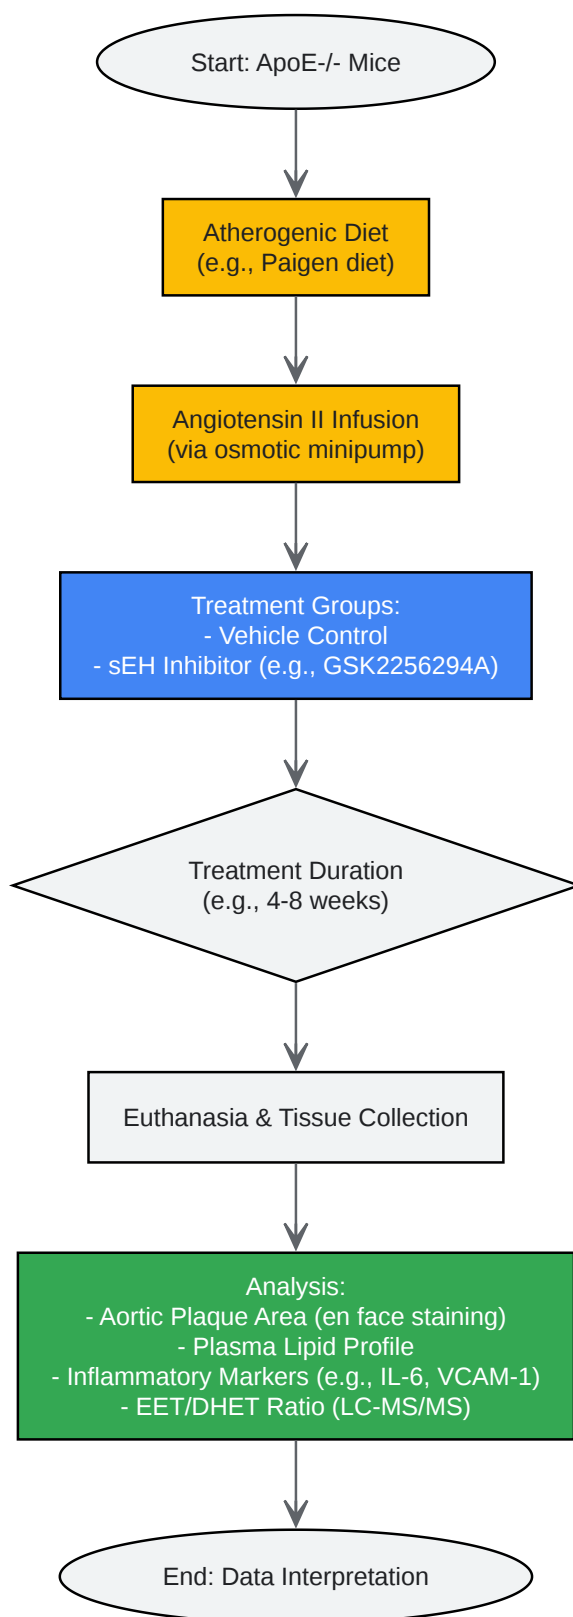 Start: ApoE-/- Mice
Atherogenic Diet
(e.g., Paigen diet)
Angiotensin II Infusion
(via osmotic minipump)
Treatment Groups:
- Vehicle Control
- sEH Inhibitor (e.g., GSK2256294A)
Treatment Duration
(e.g., 4-8 weeks)
Euthanasia & Tissue Collection
Analysis:
- Aortic Plaque Area (en face staining)
- Plasma Lipid Profile
- Inflammatory Markers (e.g., IL-6, VCAM-1)
- EET/DHET Ratio (LC-MS/MS)
End: Data Interpretation